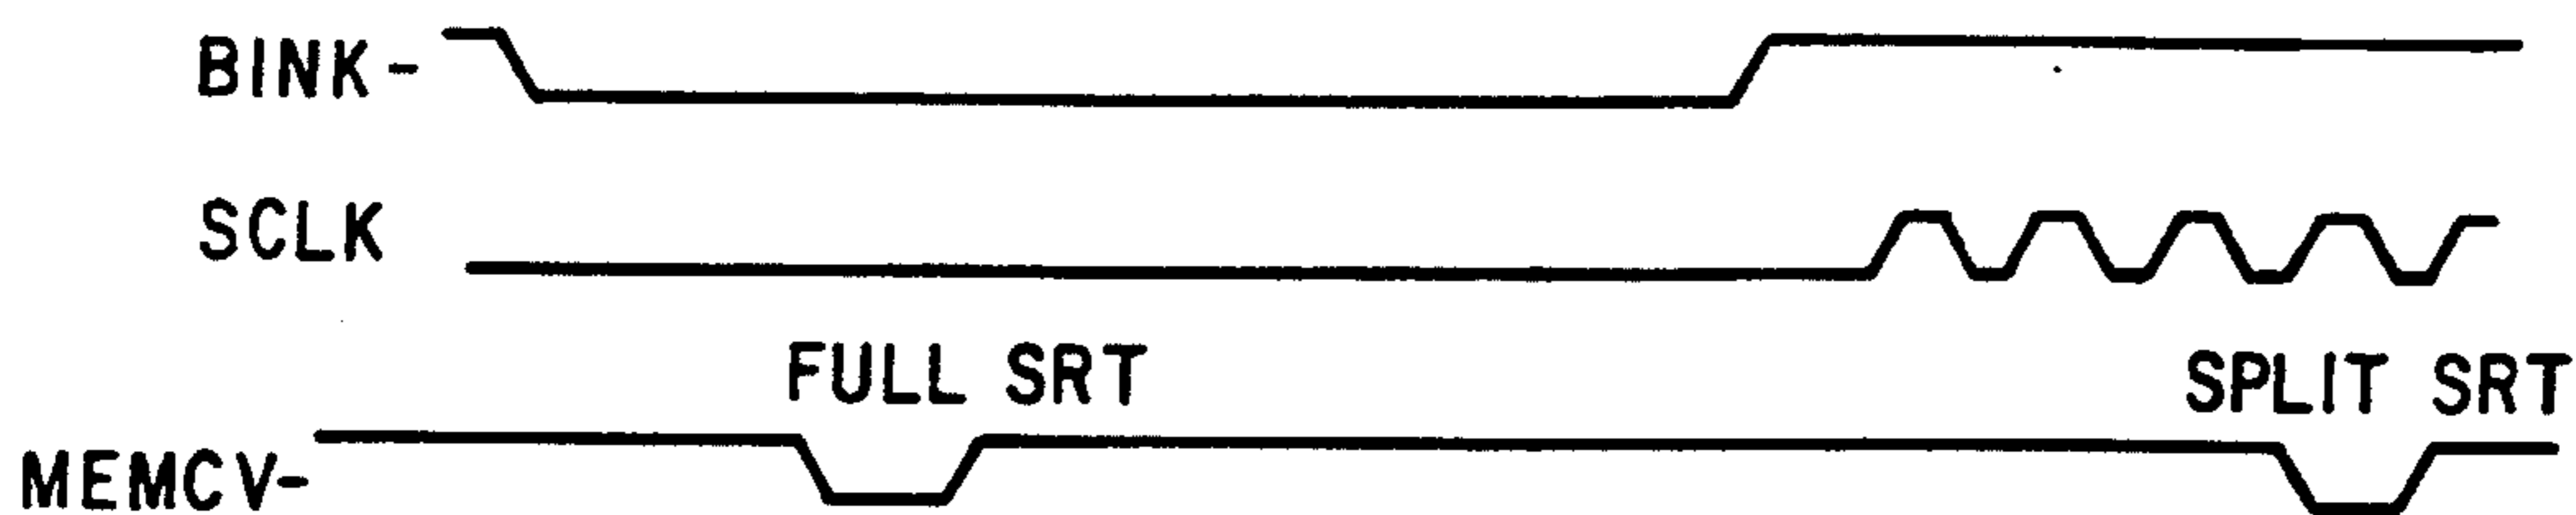 BINK-
SCLK
FULL SRT SPLIT SRT
MEMCV-